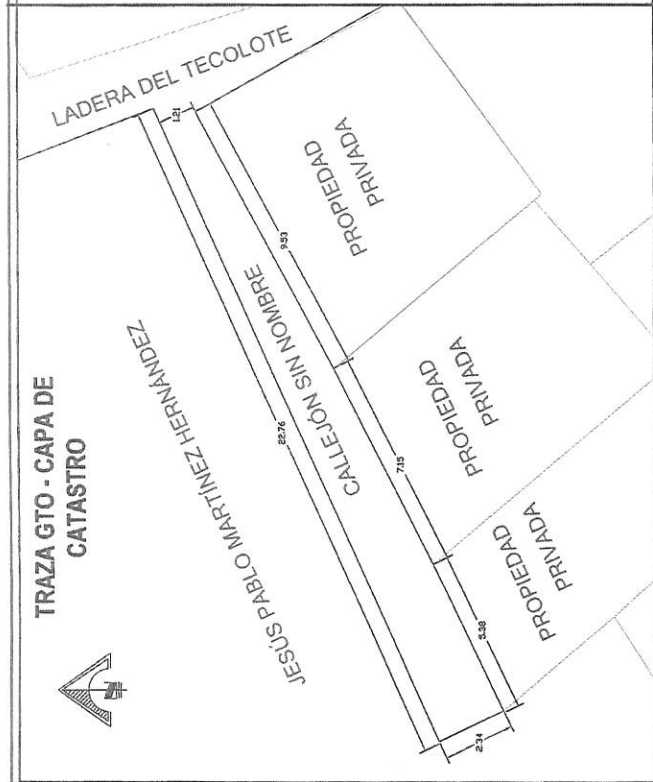 TRAZA GTO - CAPA DE
CATASTRO
LADERA DEL TECOLOTE
1.21
JESÚS PABLO MARTÍNEZ HERNÁNDEZ
22.76
CALLEJÓN SIN NOMBRE
9.53
PROPIEDAD
PRIVADA
7.15
PROPIEDAD
PRIVADA
5.38
PROPIEDAD
PRIVADA
2.34